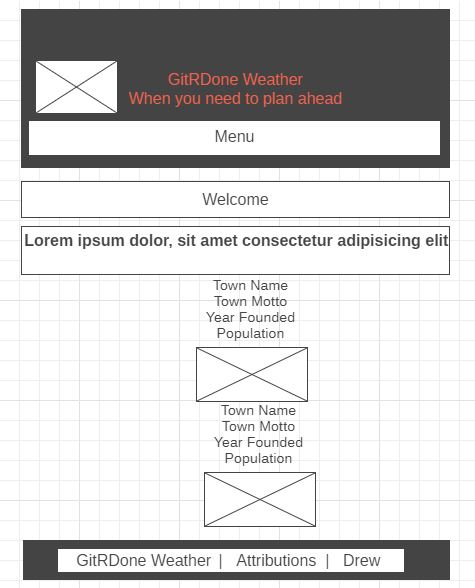 GitRDone Weather
When you need to plan ahead
Menu
Welcome
Lorem ipsum dolor, sit amet consectetur adipisicing elit
Town Name
Town Motto
Year Founded
Population
Town Name
Town Motto
Year Founded
Population
GitRDone Weather | Attributions | Drew